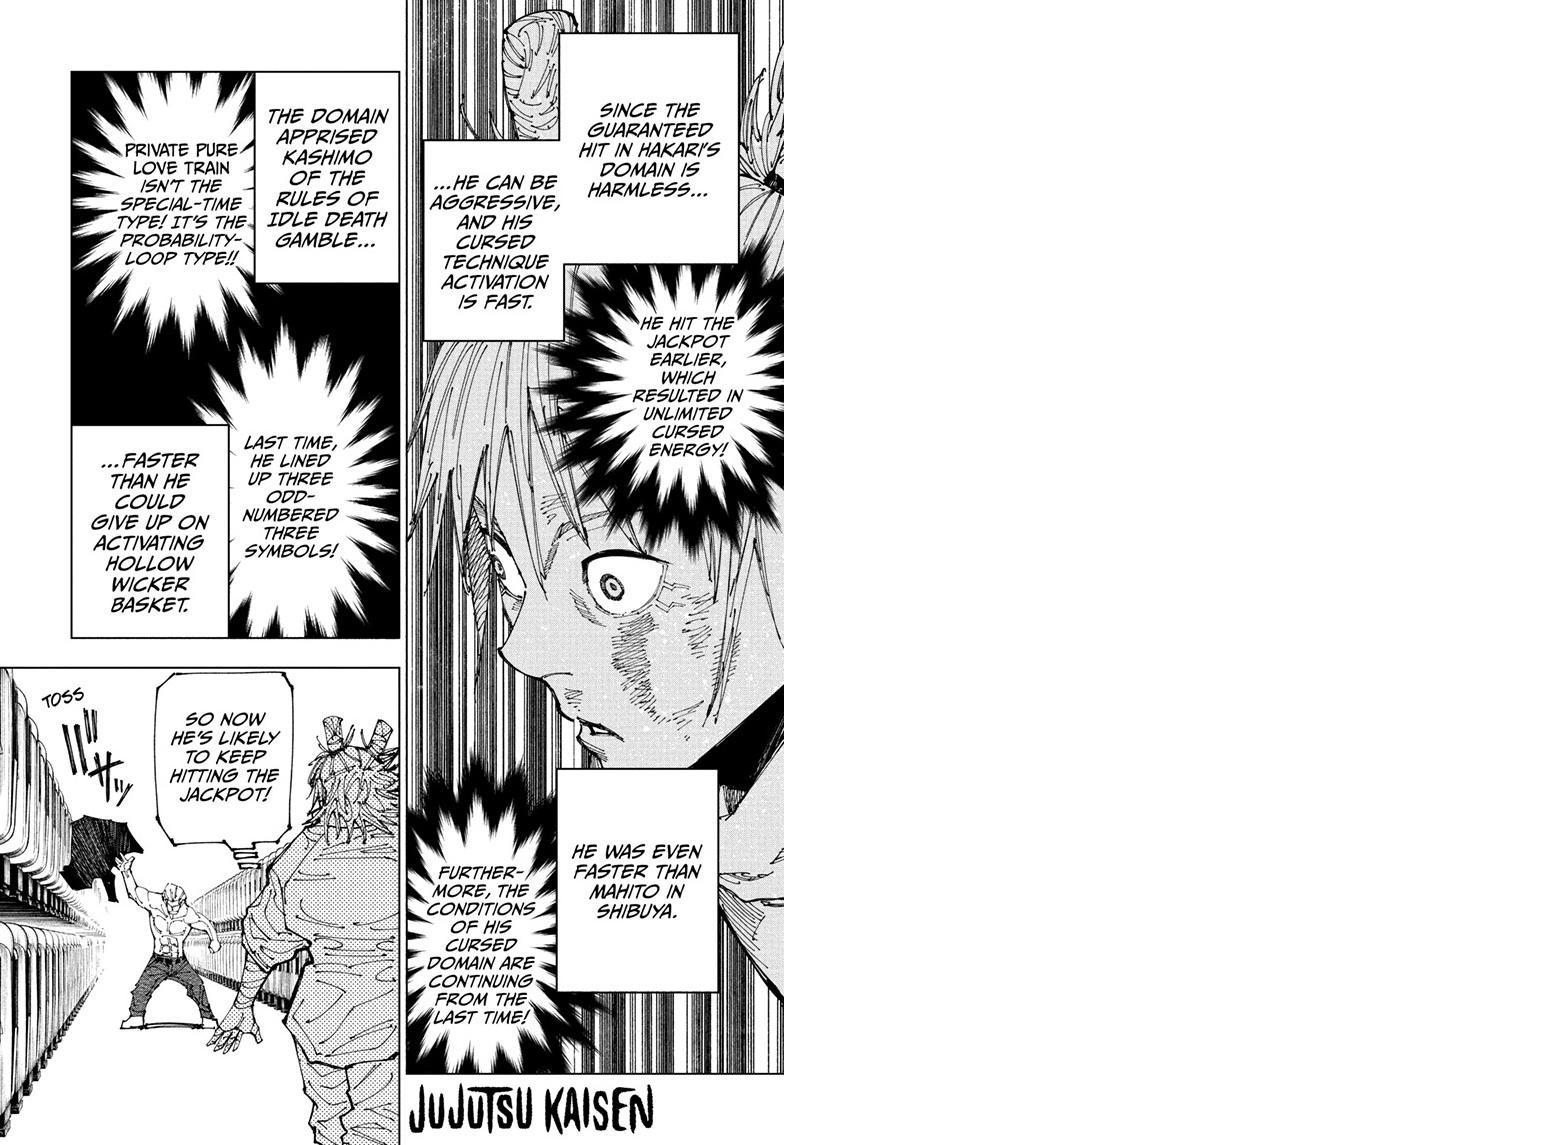 SINCE THE
GUARANTEED
HIT IN HAKARI'S
DOMAIN IS
HARMLESS...
...HE CAN BE
AGGRESSIVE,
AND HIS
CURSED
TECHNIQUE
ACTIVATION
IS FAST.
HE HIT THE
JACKPOT
EARLIER,
WHICH
RESULTED IN
UNLIMITED
CURSED
ENERGY!
HE WAS EVEN
FASTER THAN
MAHITO IN
SHIBUYA.
FURTHER-
MORE, THE
CONDITIONS
OF HIS
CURSED
DOMAIN ARE
CONTINUING
FROM THE
LAST TIME!
THE DOMAIN
APPRISED
KASHIMO
OF THE
RULES OF
IDLE DEATH
GAMBLE...
PRIVATE PURE
LOVE TRAIN
ISN'T THE
SPECIAL-TIME
TYPE! IT'S THE
PROBABILITY-
LOOP TYPE!!
LAST TIME,
HE LINED
UP THREE
ODD-
NUMBERED
THREE
SYMBOLS!
...FASTER
THAN HE
COULD
GIVE UP ON
ACTIVATING
HOLLOW
WICKER
BASKET.
SO NOW
HE'S LIKELY
TO KEEP
HITTING THE
JACKPOT!
TOSS
JUJUTSU KAISEN